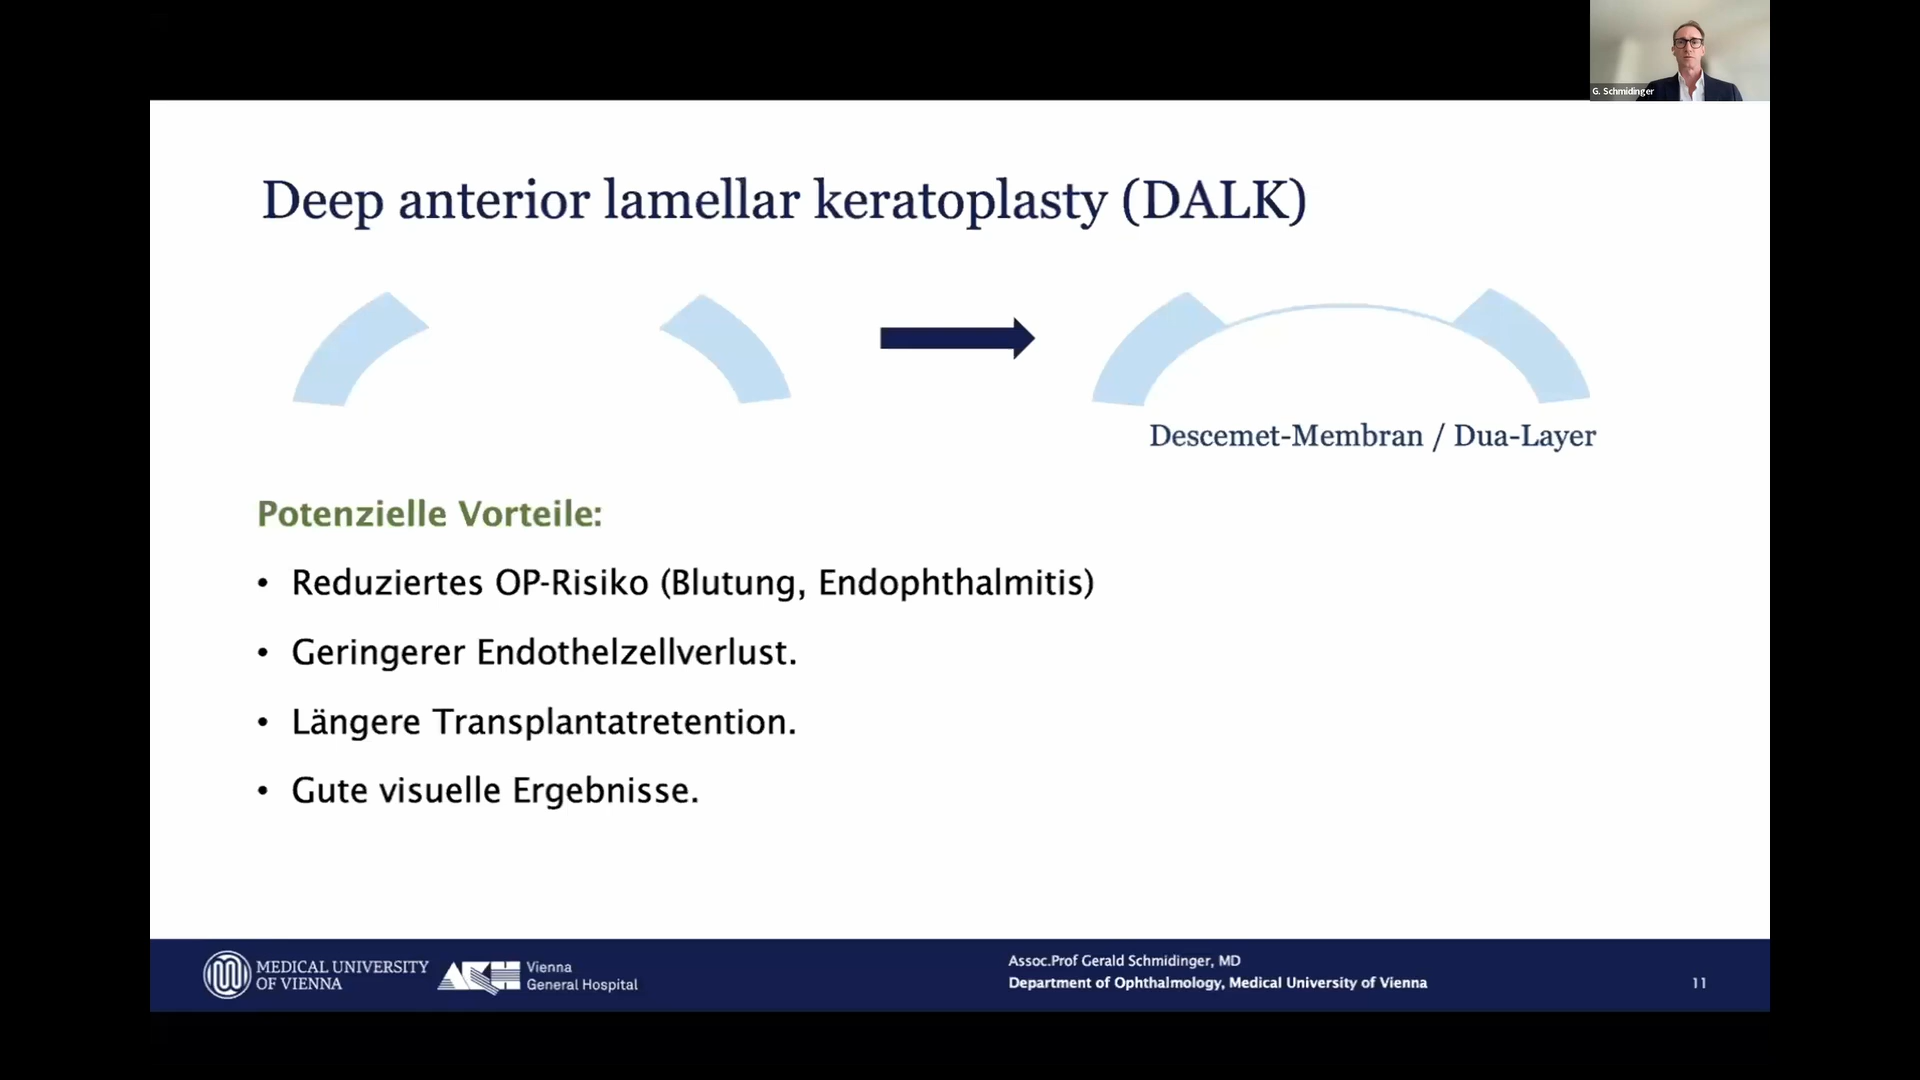 G. Schmidinger
Deep anterior lamellar keratoplasty (DALK)
Descemet-Membran / Dua-Layer
Potenzielle Vorteile:
• Reduziertes OP-Risiko (Blutung, Endophthalmitis)
• Geringerer Endothelzellverlust.
• Längere Transplantatretention.
• Gute visuelle Ergebnisse.
MEDICAL UNIVERSITY
OF VIENNA
AKH
Vienna
General Hospital
Assoc.Prof Gerald Schmidinger, MD
Department of Ophthalmology, Medical University of Vienna
11